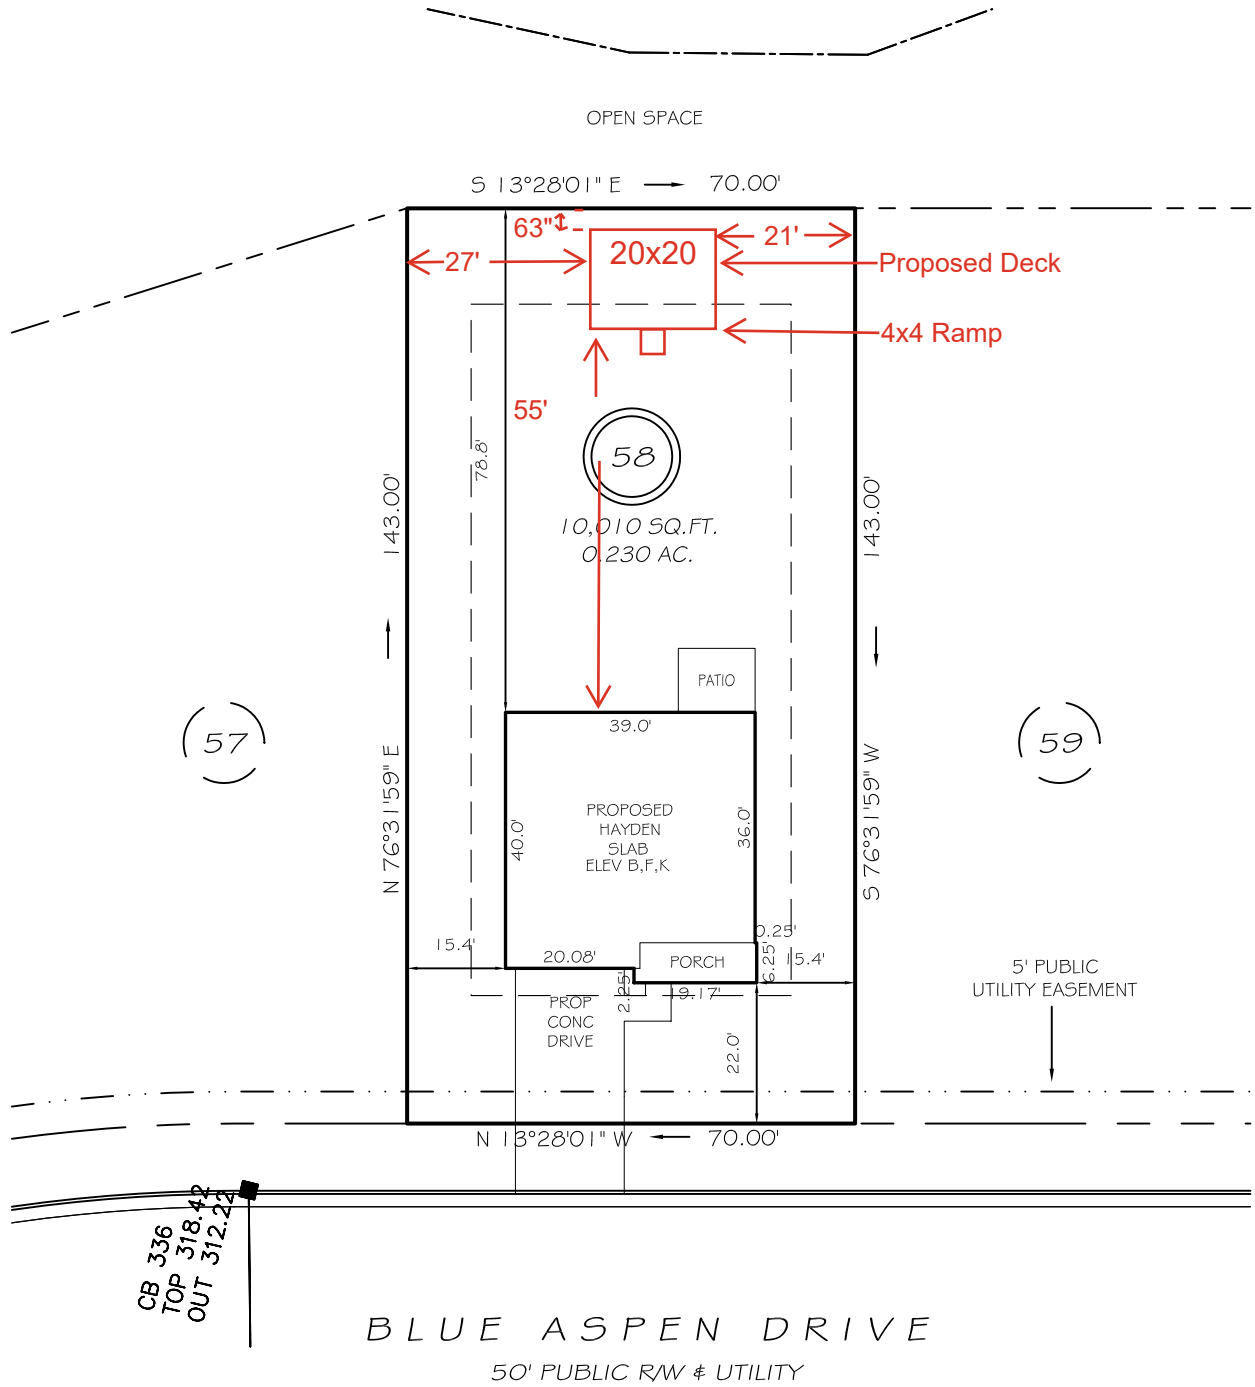 OPEN SPACE
S 13°28'01" E 70.00'
63"
27'
20x20
21'
Proposed Deck
4x4 Ramp
55'
78.8'
58
10,010 SQ.FT.
0.230 AC.
143.00'
143.00'
PATIO
57
39.0'
59
N 76°31'59" E
S 76°31'59" W
PROPOSED
HAYDEN
SLAB
ELEV B,F,K
40.0'
36.0'
0.25'
15.4'
20.08'
PORCH
6.25'
15.4'
2.25'
19.17'
PROP
CONC
DRIVE
22.0'
5' PUBLIC
UTILITY EASEMENT
N 13°28'01" W 70.00'
CB 336
TOP 318.42
OUT 312.22
BLUE ASPEN DRIVE
50' PUBLIC R/W & UTILITY